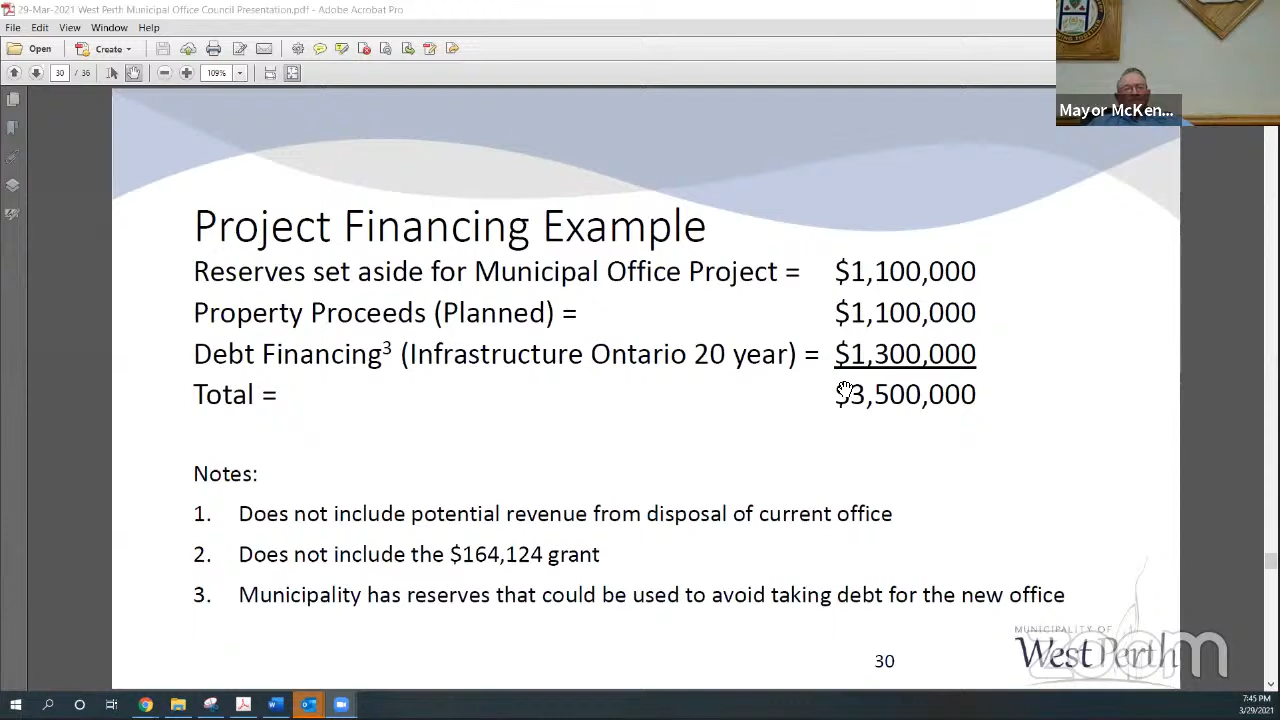 29-Mar-2021 West Perth Municipal Office Council Presentation.pdf - Adobe Acrobat Pro
File Edit View Window Help
Open Create
30 / 36 109%
Mayor McKen...
Project Financing Example
Reserves set aside for Municipal Office Project = $1,100,000
Property Proceeds (Planned) = $1,100,000
Debt Financing³ (Infrastructure Ontario 20 year) = $1,300,000
Total = $3,500,000
Notes:
1. Does not include potential revenue from disposal of current office
2. Does not include the $164,124 grant
3. Municipality has reserves that could be used to avoid taking debt for the new office
MUNICIPALITY OF
West Perth
zoom
30
7:45 PM
3/29/2021